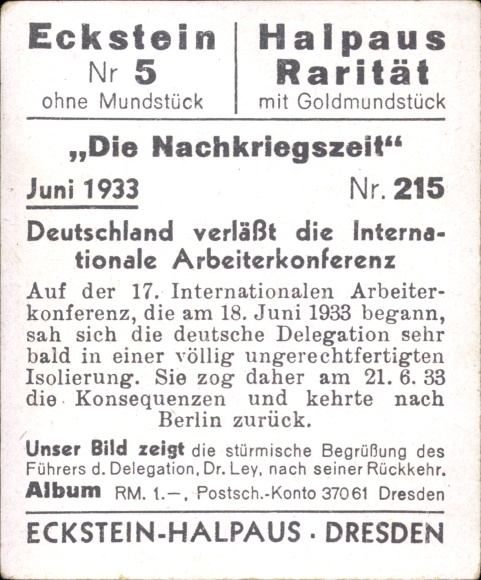 Eckstein
Nr 5
ohne Mundstück
Halpaus
Rarität
mit Goldmundstück
„Die Nachkriegszeit“
Juni 1933 Nr. 215
Deutschland verläßt die Interna-
tionale Arbeiterkonferenz
Auf der 17. Internationalen Arbeiter-
konferenz, die am 18. Juni 1933 begann,
sah sich die deutsche Delegation sehr
bald in einer völlig ungerechtfertigten
Isolierung. Sie zog daher am 21. 6. 33
die Konsequenzen und kehrte nach
Berlin zurück.
Unser Bild zeigt die stürmische Begrüßung des
Führers d. Delegation, Dr. Ley, nach seiner Rückkehr.
Album RM. 1.–, Postsch.-Konto 37061 Dresden
ECKSTEIN-HALPAUS · DRESDEN